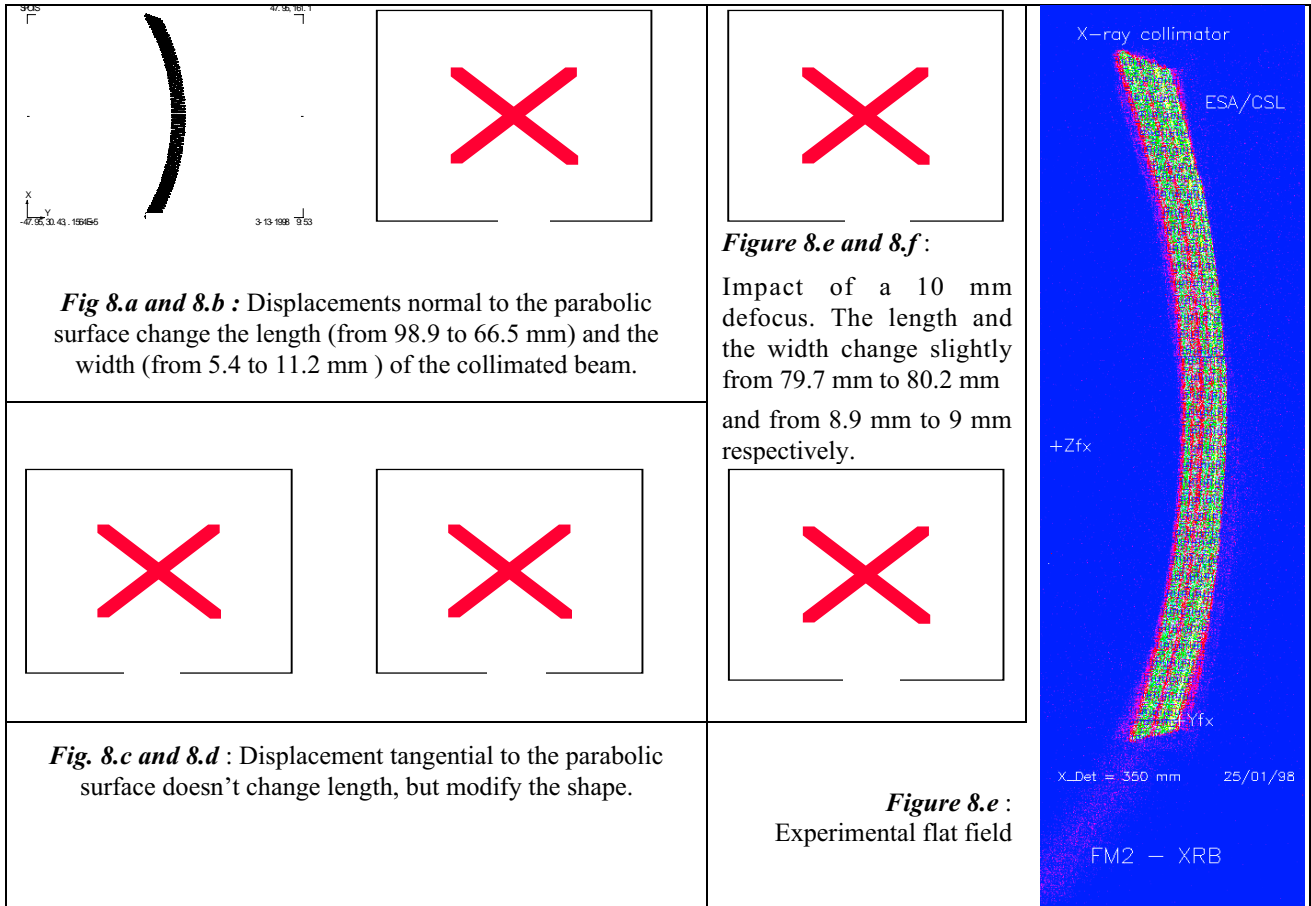 47.95,161.1
X
Y
3-13-1998 9.53
Fig 8.a and 8.b : Displacements normal to the parabolic
surface change the length (from 98.9 to 66.5 mm) and the
width (from 5.4 to 11.2 mm ) of the collimated beam.
Figure 8.e and 8.f :
Impact of a 10 mm
defocus. The length and
the width change slightly
from 79.7 mm to 80.2 mm
and from 8.9 mm to 9 mm
respectively.
Fig. 8.c and 8.d : Displacement tangential to the parabolic
surface doesn't change length, but modify the shape.
Figure 8.e :
Experimental flat field
X-ray collimator
ESA/CSL
+Zfx
+Yfx
X_Det = 350 mm 25/01/98
FM2 - XRB